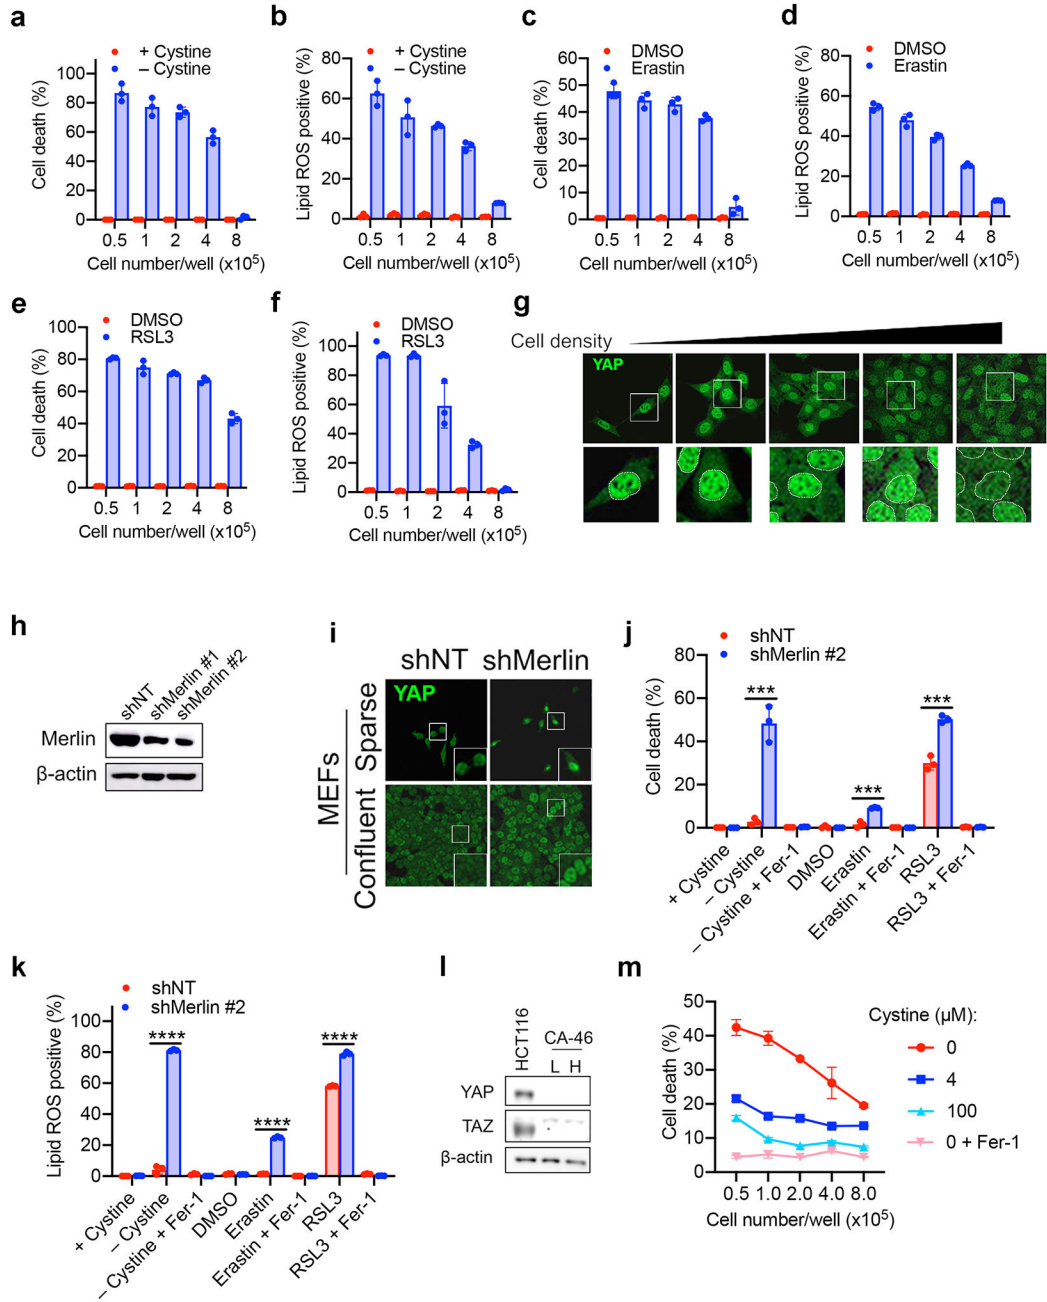 a
+ Cystine
– Cystine
Cell death (%)
100
80
60
40
20
0
0.5 1 2 4 8
Cell number/well (x10⁵)
b
+ Cystine
– Cystine
Lipid ROS positive (%)
80
60
40
20
0
0.5 1 2 4 8
Cell number/well (x10⁵)
c
DMSO
Erastin
Cell death (%)
60
50
40
30
20
10
0
0.5 1 2 4 8
Cell number/well (x10⁵)
d
DMSO
Erastin
Lipid ROS positive (%)
80
60
40
20
0
0.5 1 2 4 8
Cell number/well (x10⁵)
e
DMSO
RSL3
Cell death (%)
100
80
60
40
20
0
0.5 1 2 4 8
Cell number/well (x10⁵)
f
DMSO
RSL3
Lipid ROS positive (%)
100
80
60
40
20
0
0.5 1 2 4 8
Cell number/well (x10⁵)
g
Cell density
YAP
h
shNT
shMerlin #1
shMerlin #2
Merlin
β-actin
i
shNT shMerlin
YAP
MEFs
Sparse
Confluent
j
shNT
shMerlin #2
Cell death (%)
80
60
40
20
0
***
***
***
+ Cystine
– Cystine
– Cystine + Fer-1
DMSO
Erastin
Erastin + Fer-1
RSL3
RSL3 + Fer-1
k
shNT
shMerlin #2
Lipid ROS positive (%)
100
80
60
40
20
0
****
****
****
+ Cystine
– Cystine
– Cystine + Fer-1
DMSO
Erastin
Erastin + Fer-1
RSL3
RSL3 + Fer-1
l
HCT116
CA-46
L H
YAP
TAZ
β-actin
m
Cell death (%)
50
40
30
20
10
0
0.5 1.0 2.0 4.0 8.0
Cell number/well (x10⁵)
Cystine (μM):
0
4
100
0 + Fer-1